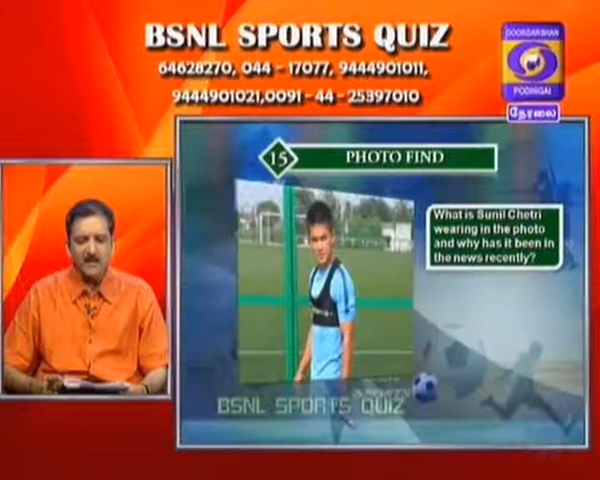 BSNL SPORTS QUIZ
64628270, 044 - 17077, 9444901011,
9444901021,0091 - 44 - 25397010
DOORDARSHAN
PODHIGAI
நேரலை
15
PHOTO FIND
What is Sunil Chetri
wearing in the photo
and why has it been in
the news recently?
BSNL SPORTS QUIZ